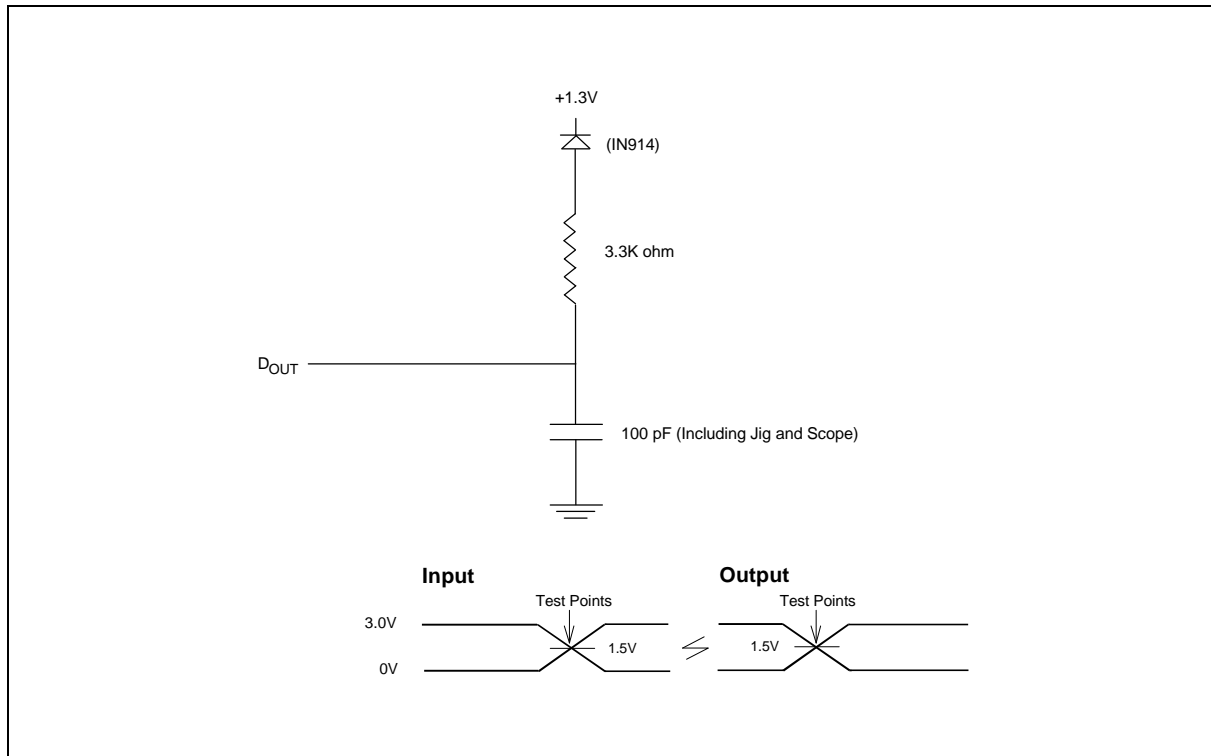 +1.3V
(IN914)
3.3K ohm
DOUT
100 pF (Including Jig and Scope)
Input
Output
Test Points
Test Points
3.0V
1.5V
1.5V
0V